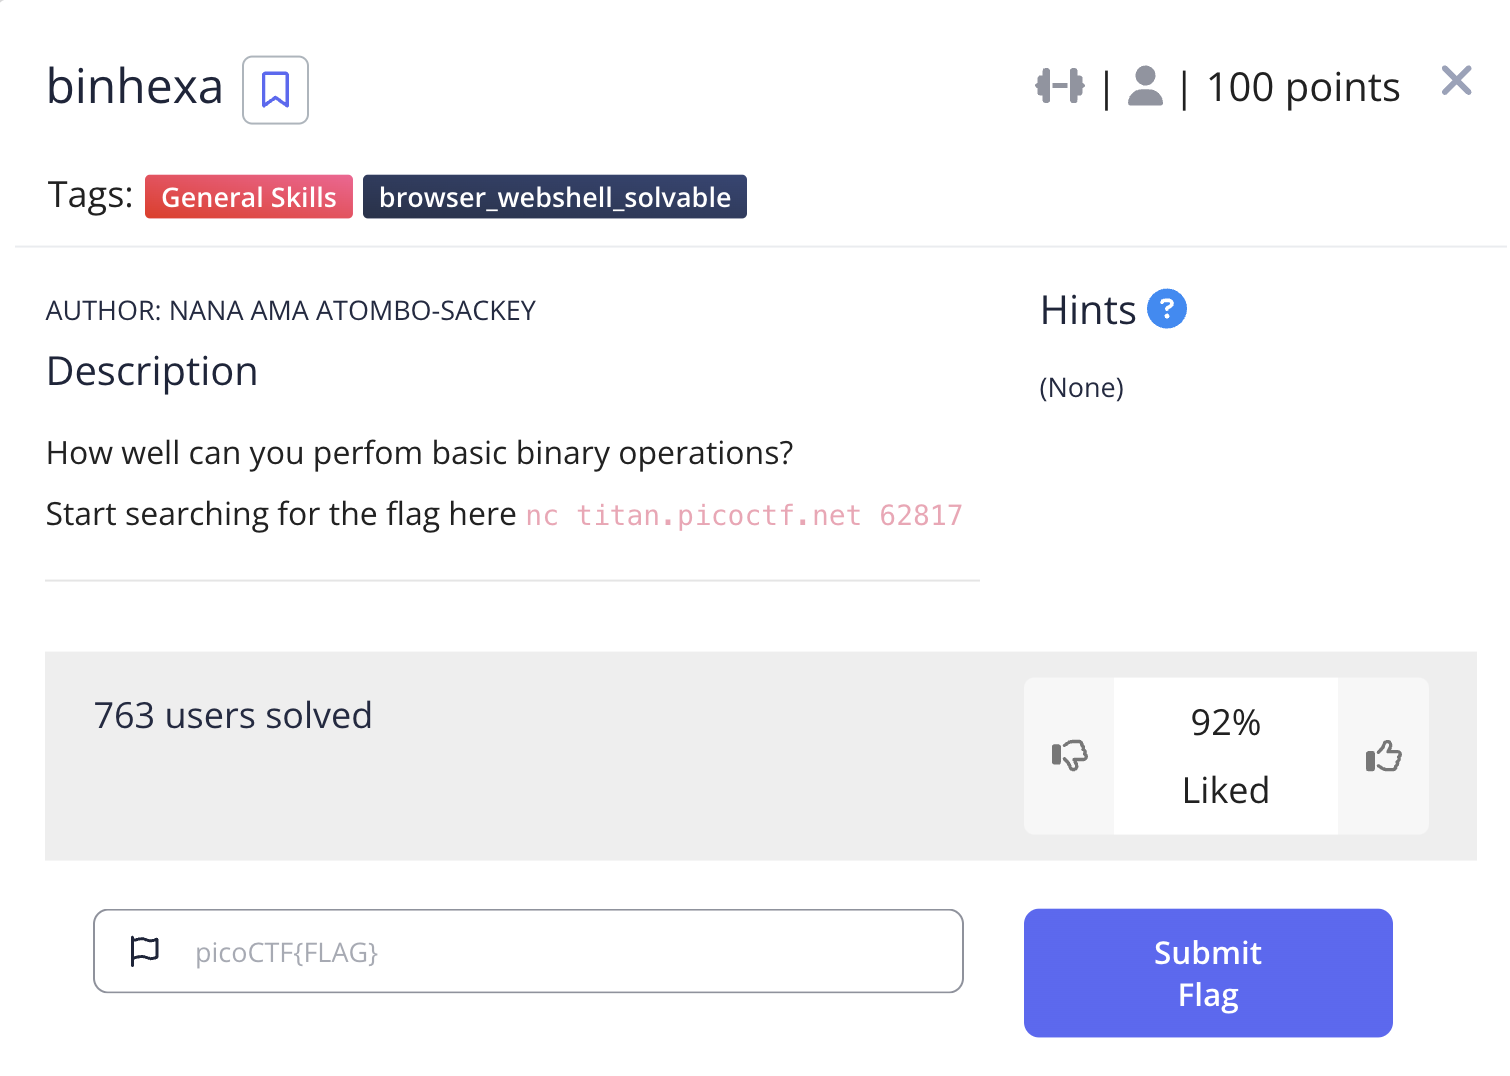 binhexa
| | 100 points
Tags: General Skills browser_webshell_solvable
AUTHOR: NANA AMA ATOMBO-SACKEY
Description
How well can you perfom basic binary operations?
Start searching for the flag here nc titan.picoctf.net 62817
Hints ?
(None)
763 users solved
92%
Liked
picoCTF{FLAG}
Submit
Flag